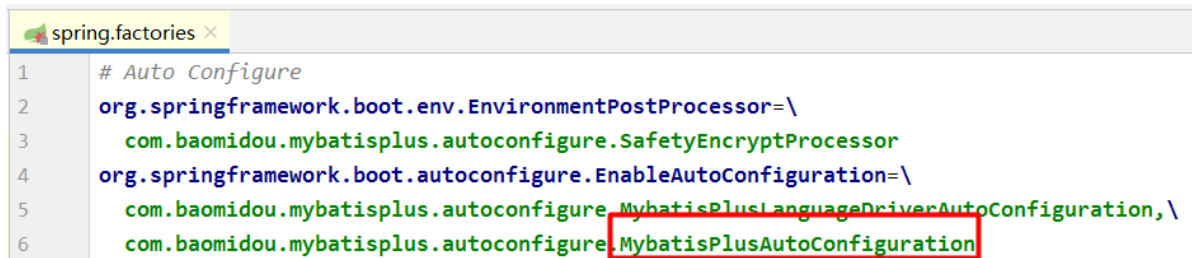 spring.factories
1 # Auto Configure
2 org.springframework.boot.env.EnvironmentPostProcessor=\
3 com.baomidou.mybatisplus.autoconfigure.SafetyEncryptProcessor
4 org.springframework.boot.autoconfigure.EnableAutoConfiguration=\
5 com.baomidou.mybatisplus.autoconfigure.MybatisPlusLanguageDriverAutoConfiguration,\
6 com.baomidou.mybatisplus.autoconfigure.MybatisPlusAutoConfiguration